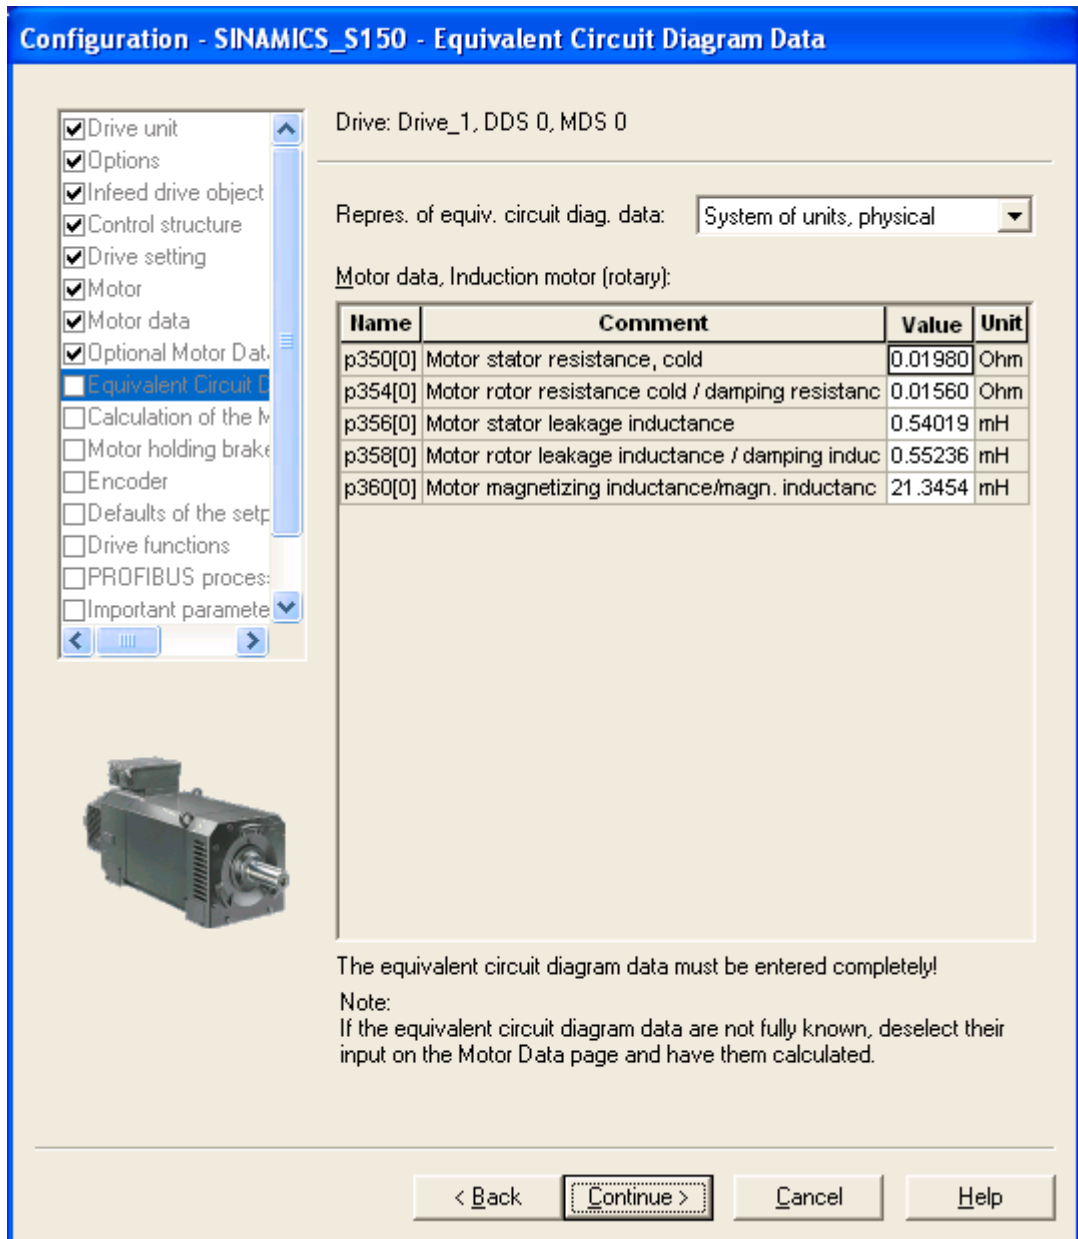 Configuration - SINAMICS_S150 - Equivalent Circuit Diagram Data
Drive unit
Options
Infeed drive object
Control structure
Drive setting
Motor
Motor data
Optional Motor Dat
Equivalent Circuit D
Calculation of the M
Motor holding brake
Encoder
Defaults of the setp
Drive functions
PROFIBUS process
Important paramete
Drive: Drive_1, DDS 0, MDS 0
Repres. of equiv. circuit diag. data: System of units, physical
Motor data, Induction motor (rotary):
Name Comment Value Unit
p350[0] Motor stator resistance, cold 0.01980 Ohm
p354[0] Motor rotor resistance cold / damping resistanc 0.01560 Ohm
p356[0] Motor stator leakage inductance 0.54019 mH
p358[0] Motor rotor leakage inductance / damping induc 0.55236 mH
p360[0] Motor magnetizing inductance/magn. inductanc 21.3454 mH
The equivalent circuit diagram data must be entered completely!
Note:
If the equivalent circuit diagram data are not fully known, deselect their
input on the Motor Data page and have them calculated.
< Back Continue > Cancel Help